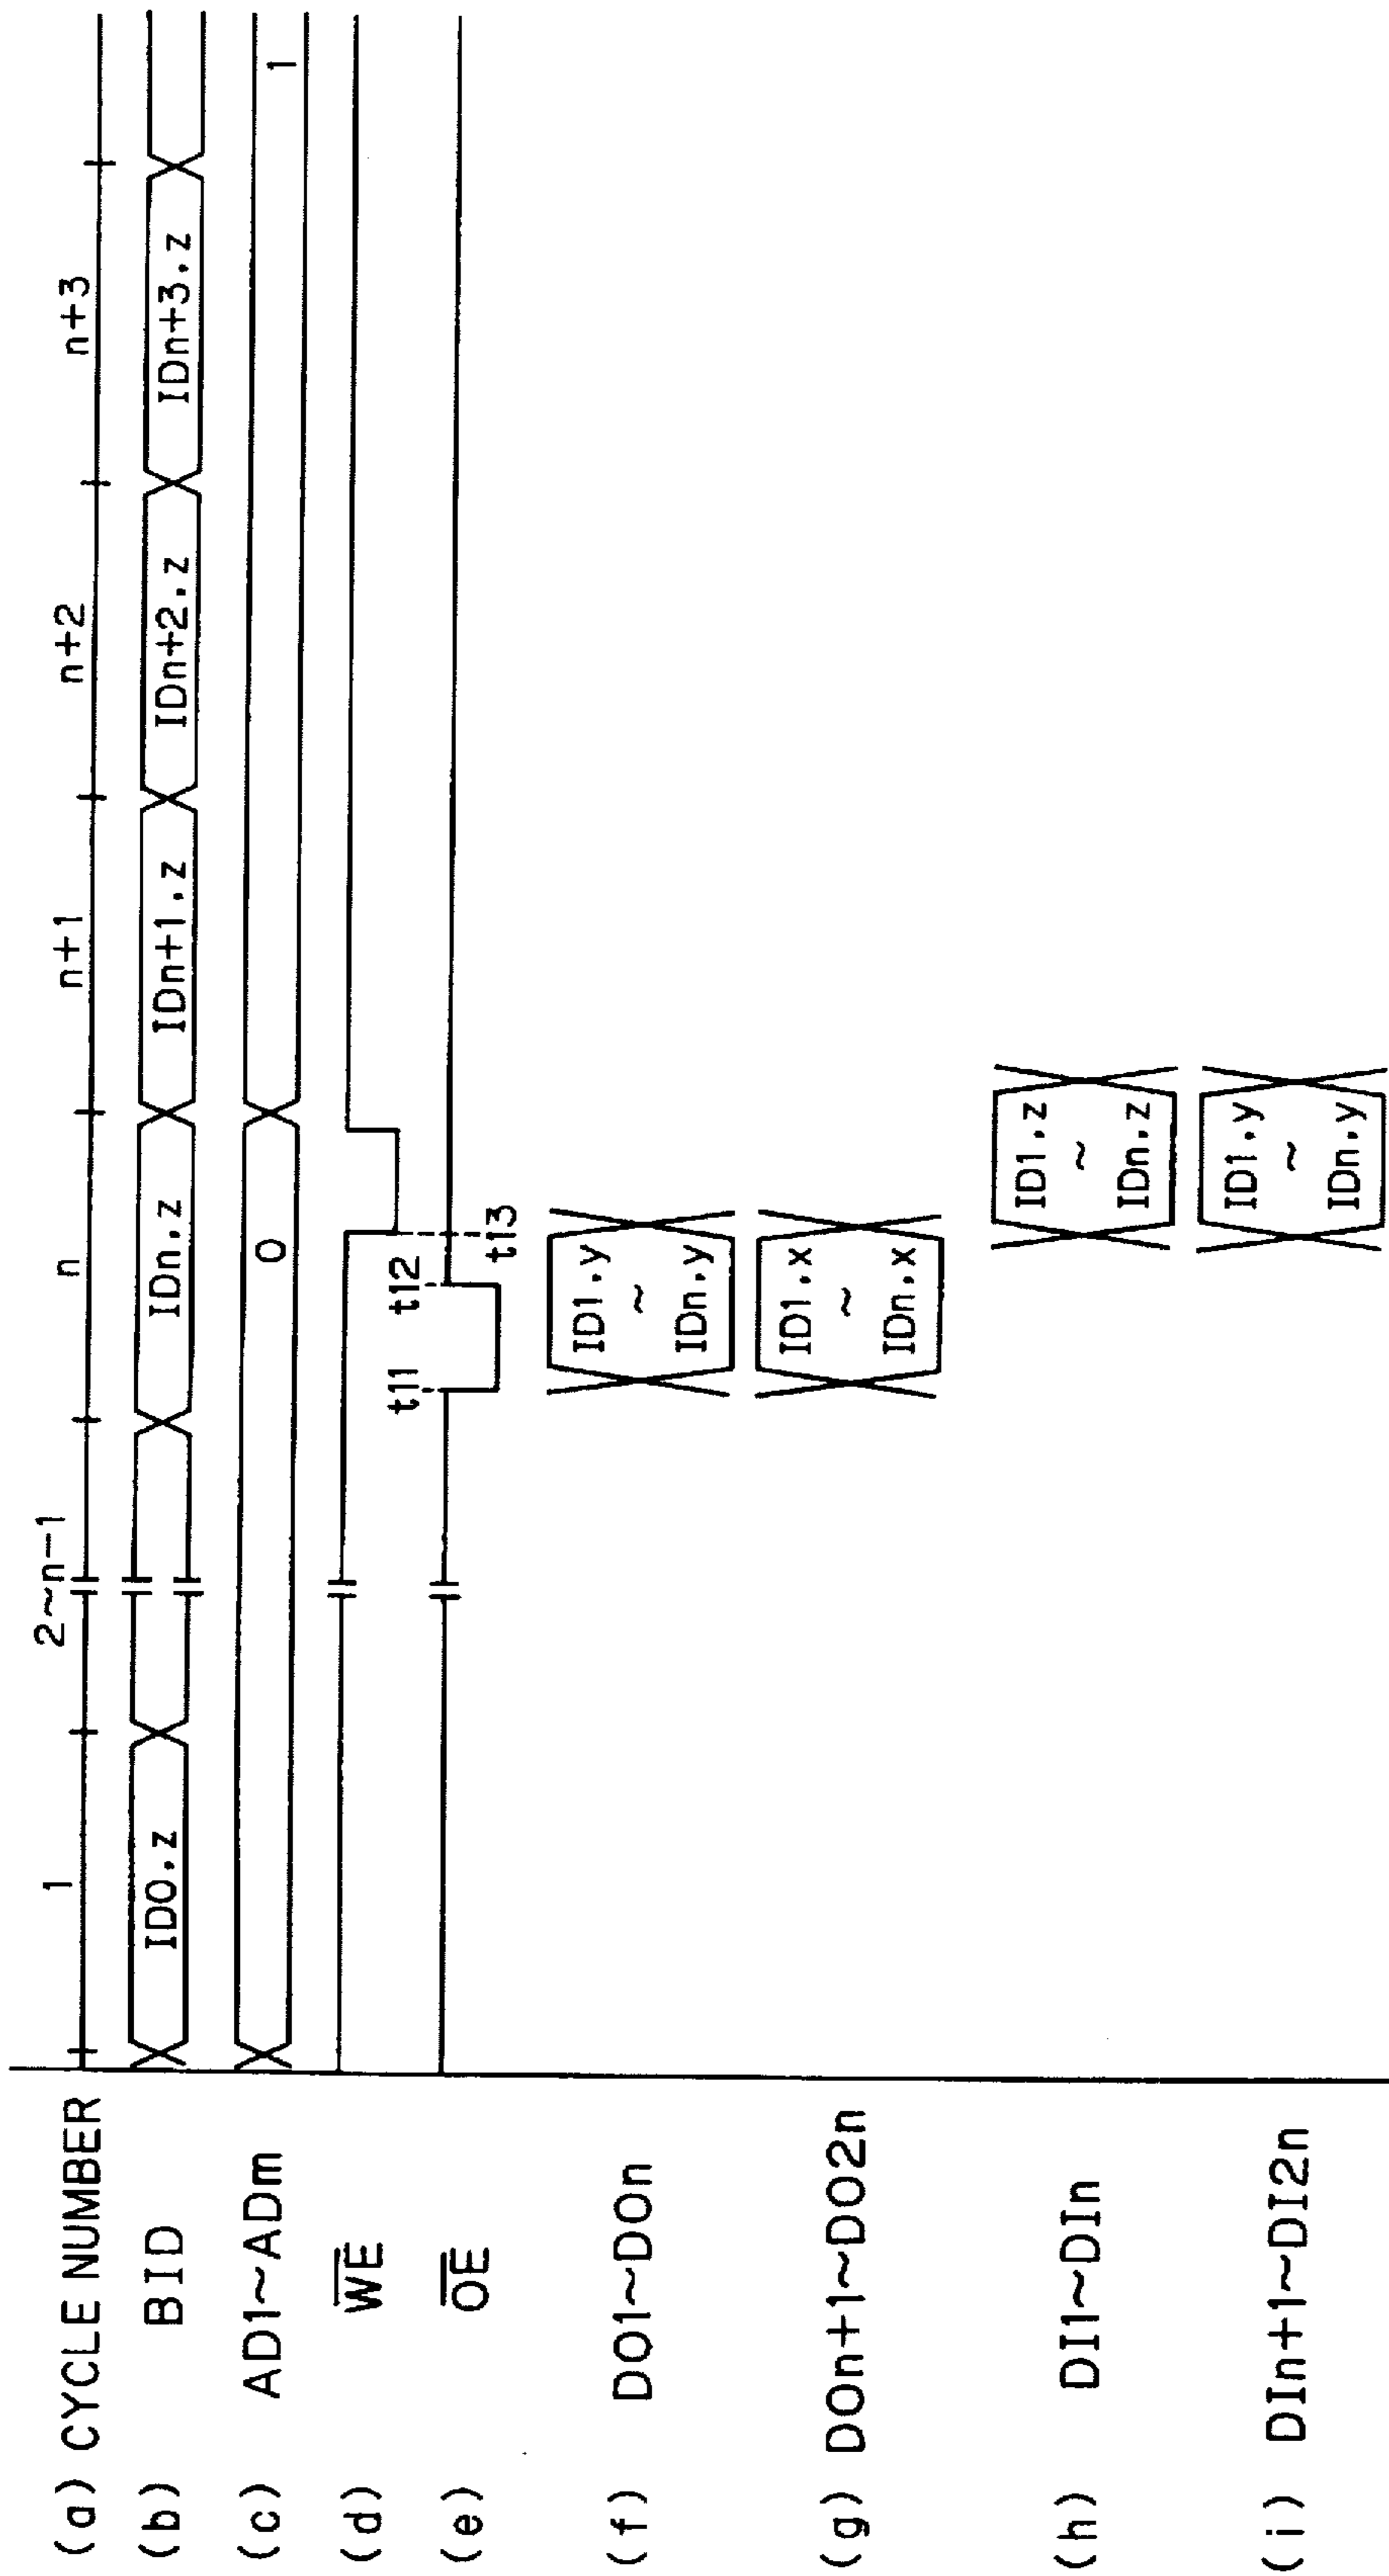 (a) CYCLE NUMBER 1 2~n-1 n n+1 n+2 n+3
(b) BID ID0.z IDn.z IDn+1.z IDn+2.z IDn+3.z
(c) AD1~ADm 0 1
(d) W̅E̅
t11 t12 t13
(e) O̅E̅
(f) DO1~DOn ID1.y ~ IDn.y
(g) DOn+1~DO2n ID1.x ~ IDn.x
(h) DI1~DIn ID1.z ~ IDn.z
(i) DIn+1~DI2n ID1.y ~ IDn.y